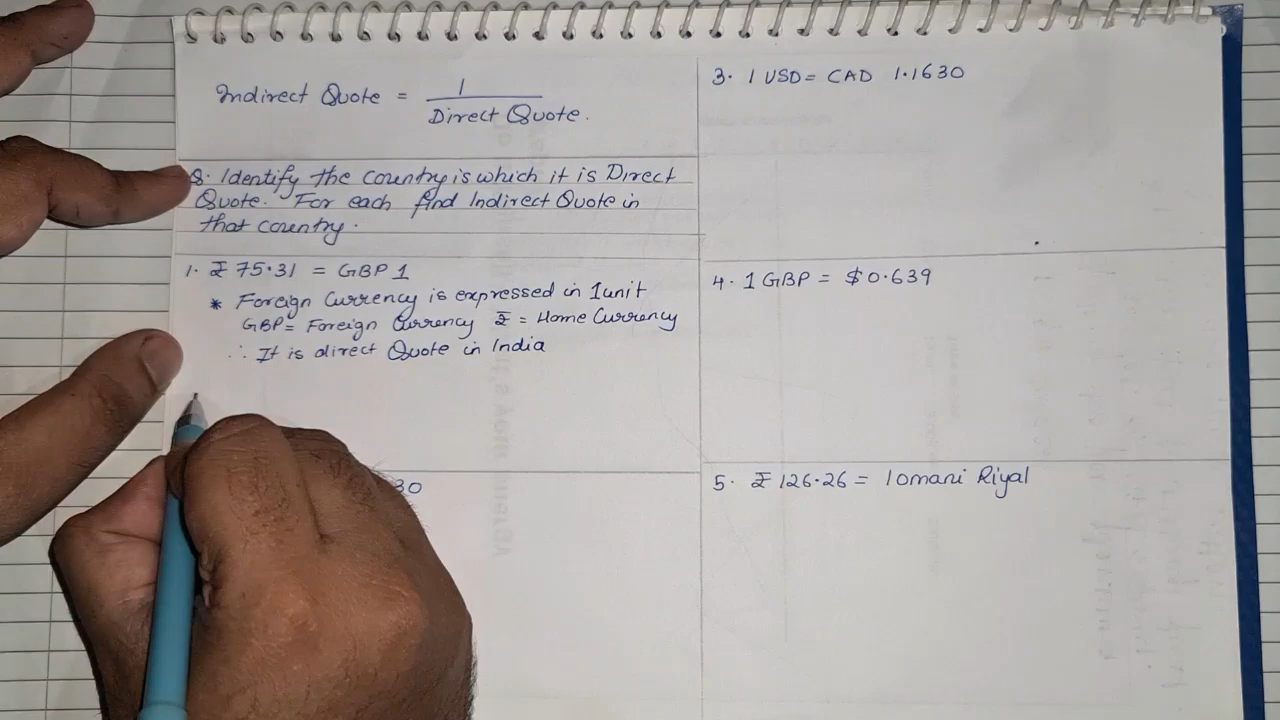 Indirect Quote = 1
Direct Quote.
Q. Identify the country is which it is Direct
Quote. For each find Indirect Quote in
that country.
1. ₹ 75.31 = GBP 1
* Foreign Currency is expressed in 1unit
GBP = Foreign Currency ₹ = Home Currency
∴ It is direct Quote in India
30
3. 1 USD = CAD 1.1630
4. 1 GBP = $0.639
5. ₹ 126.26 = 1 omani Riyal